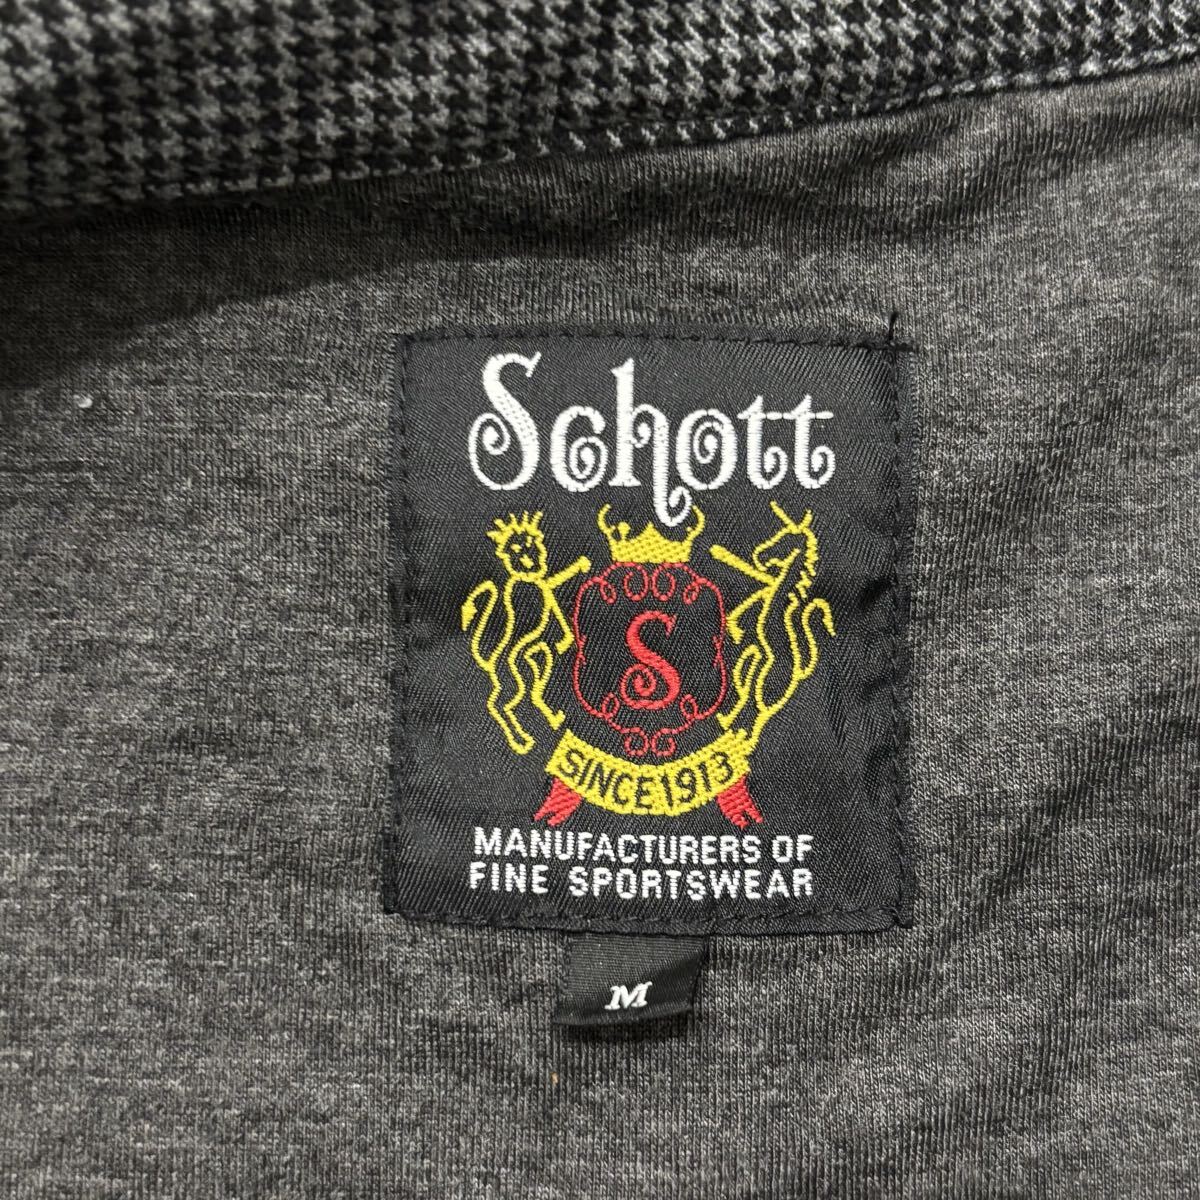 Schott
S
SINCE 1913
MANUFACTURERS OF
FINE SPORTSWEAR
M